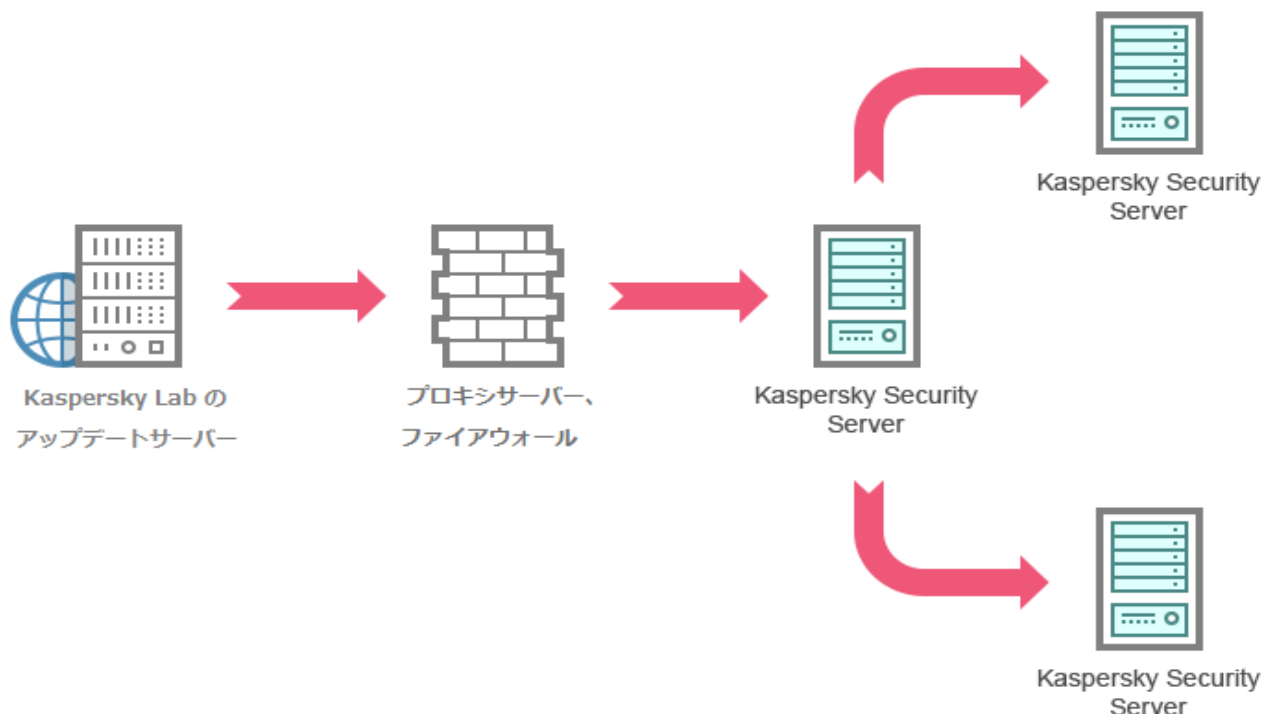 Kaspersky Security
Server
Kaspersky Lab の
アップデートサーバー
プロキシサーバー、
ファイアウォール
Kaspersky Security
Server
Kaspersky Security
Server